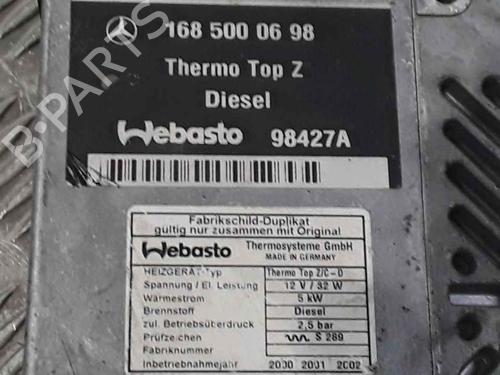 168 500 06 98
Thermo Top Z
Diesel
Webasto 98427A
Fabrikschild-Duplikat
gultig nur zusammen mit Original
Webasto Thermosysteme GmbH
MADE IN GERMANY
HEIZGERÄT-Typ Thermo Top Z/C-D
Spannung / El. Leistung 12 V / 32 W
Wärmestrom 5 kW
Brennstoff Diesel
zul. Betriebsüberdruck 2,5 bar
Prüfzeichen S 289
Fabriknummer
Inbetriebnahmejahr 2000 2001 2002
B-PARTS